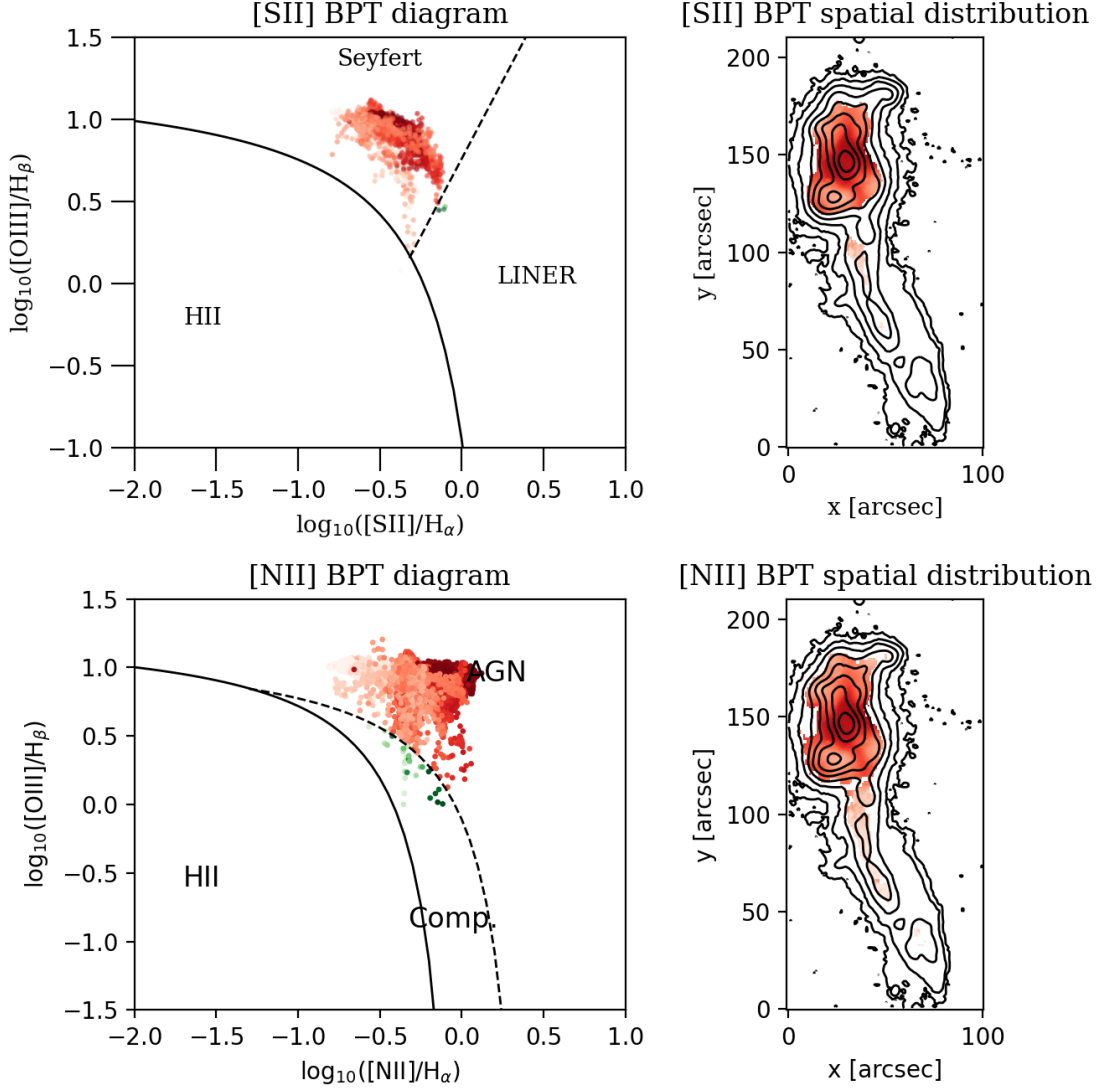 [SII] BPT diagram
[SII] BPT spatial distribution
1.5
1.0
0.5
0.0
−0.5
−1.0
log10([OIII]/Hβ)
Seyfert
LINER
HII
−2.0 −1.5 −1.0 −0.5 0.0 0.5 1.0
log10([SII]/Hα)
200
150
100
50
0
y [arcsec]
0 100
x [arcsec]
[NII] BPT diagram
[NII] BPT spatial distribution
1.5
1.0
0.5
0.0
−0.5
−1.0
−1.5
log10([OIII]/Hβ)
AGN
HII
Comp.
−2.0 −1.5 −1.0 −0.5 0.0 0.5 1.0
log10([NII]/Hα)
200
150
100
50
0
y [arcsec]
0 100
x [arcsec]